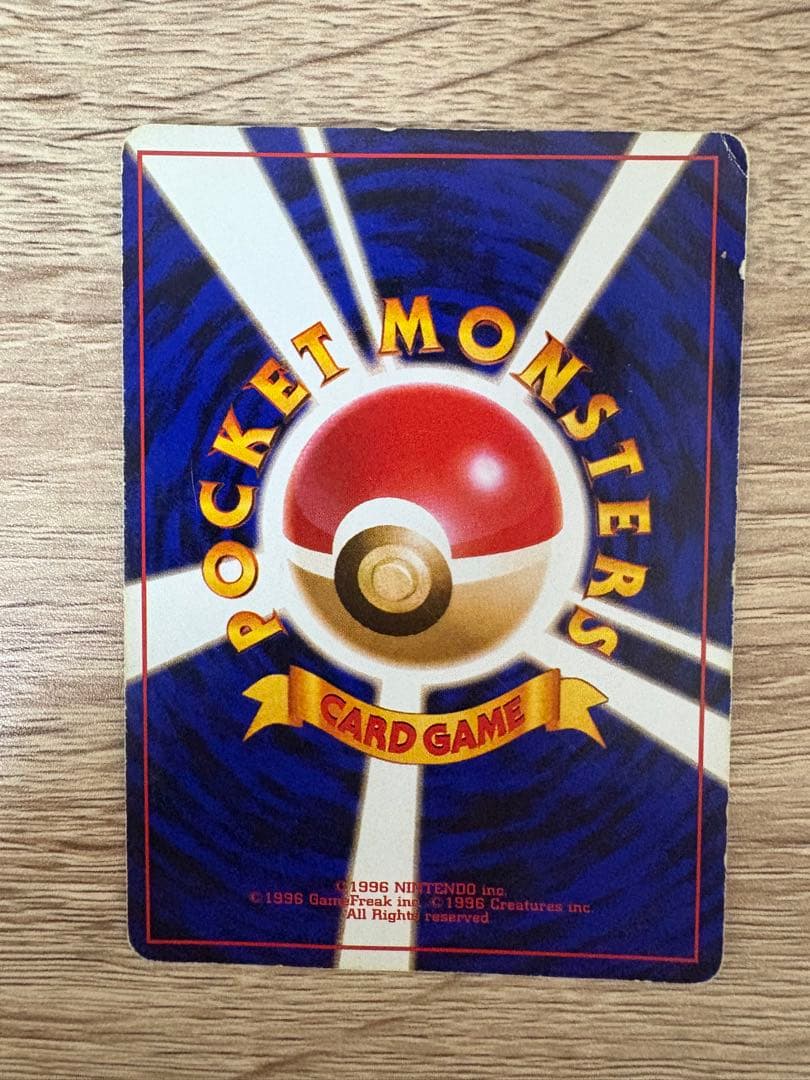 POCKET MONSTERS
CARD GAME
©1996 NINTENDO inc.
©1996 GameFreak inc. ©1996 Creatures inc.
All Rights reserved.